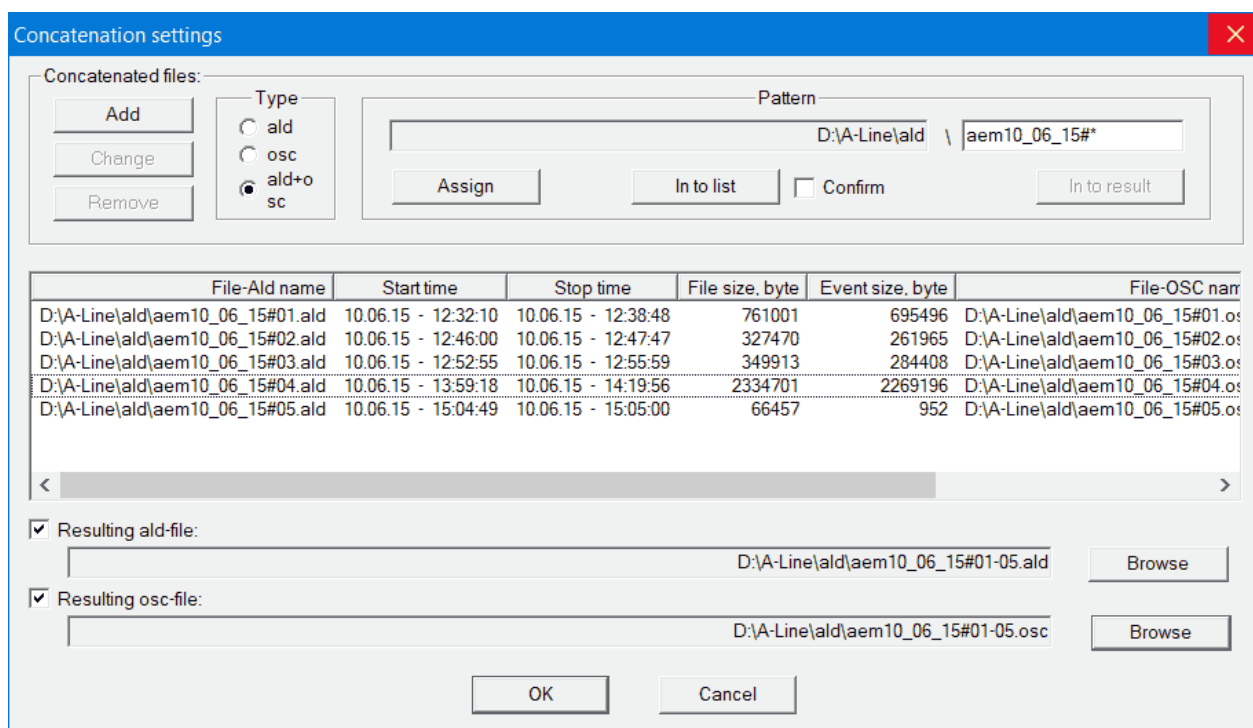 Concatenation settings
Concatenated files:
Add
Change
Remove
Type
ald
osc
ald+o
sc
Pattern
D:\A-Line\ald \ aem10_06_15#*
Assign In to list Confirm In to result
File-Ald name Start time Stop time File size, byte Event size, byte File-OSC nam
D:\A-Line\ald\aem10_06_15#01.ald 10.06.15 - 12:32:10 10.06.15 - 12:38:48 761001 695496 D:\A-Line\ald\aem10_06_15#01.os
D:\A-Line\ald\aem10_06_15#02.ald 10.06.15 - 12:46:00 10.06.15 - 12:47:47 327470 261965 D:\A-Line\ald\aem10_06_15#02.os
D:\A-Line\ald\aem10_06_15#03.ald 10.06.15 - 12:52:55 10.06.15 - 12:55:59 349913 284408 D:\A-Line\ald\aem10_06_15#03.os
D:\A-Line\ald\aem10_06_15#04.ald 10.06.15 - 13:59:18 10.06.15 - 14:19:56 2334701 2269196 D:\A-Line\ald\aem10_06_15#04.os
D:\A-Line\ald\aem10_06_15#05.ald 10.06.15 - 15:04:49 10.06.15 - 15:05:00 66457 952 D:\A-Line\ald\aem10_06_15#05.os
Resulting ald-file:
D:\A-Line\ald\aem10_06_15#01-05.ald Browse
Resulting osc-file:
D:\A-Line\ald\aem10_06_15#01-05.osc Browse
OK Cancel